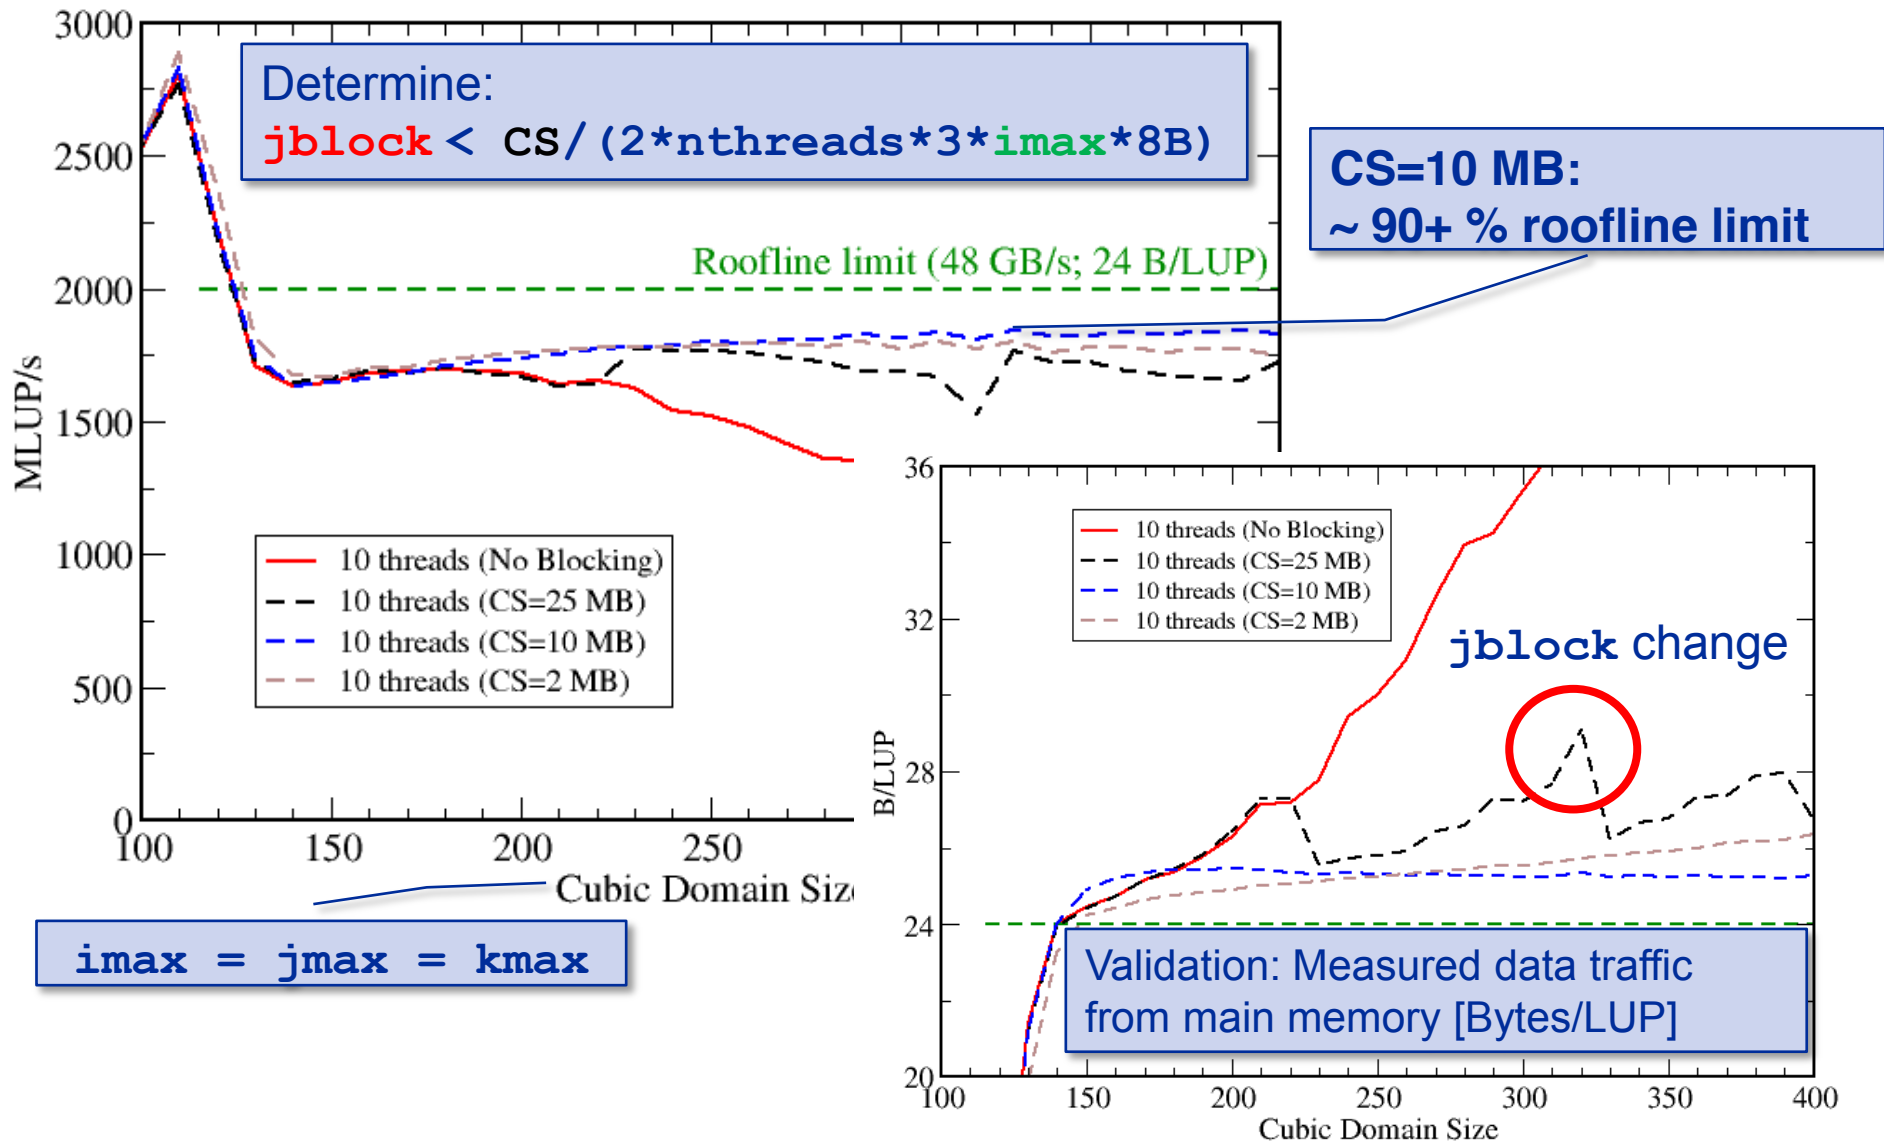 3000
2500
2000
1500
1000
500
0
MLUP/s
100
150
200
250
Cubic Domain Siz
Determine:
jblock < CS/(2*nthreads*3*imax*8B)
CS=10 MB:
~ 90+ % roofline limit
Roofline limit (48 GB/s; 24 B/LUP)
10 threads (No Blocking)
10 threads (CS=25 MB)
10 threads (CS=10 MB)
10 threads (CS=2 MB)
imax = jmax = kmax
36
32
28
24
20
B/LUP
10 threads (No Blocking)
10 threads (CS=25 MB)
10 threads (CS=10 MB)
10 threads (CS=2 MB)
jblock change
Validation: Measured data traffic
from main memory [Bytes/LUP]
100
150
200
250
300
350
400
Cubic Domain Size